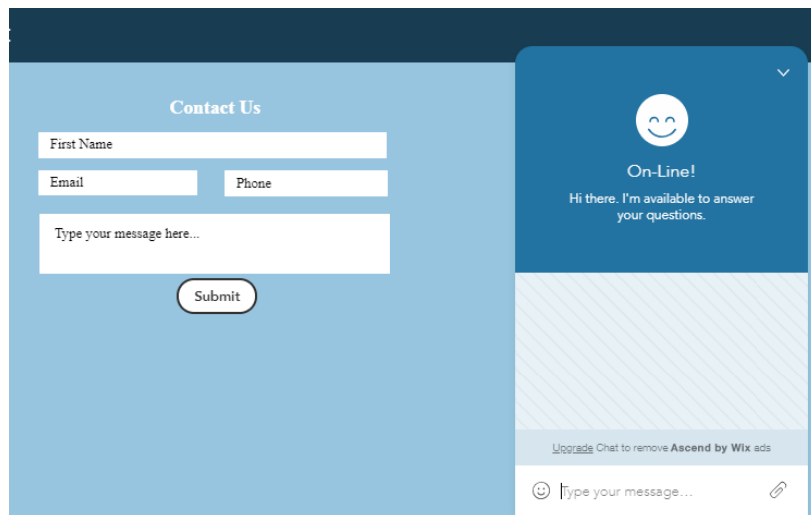 Contact Us
First Name
Email
Phone
Type your message here...
Submit
On-Line!
Hi there. I'm available to answer
your questions.
Upgrade Chat to remove Ascend by Wix ads
Type your message...